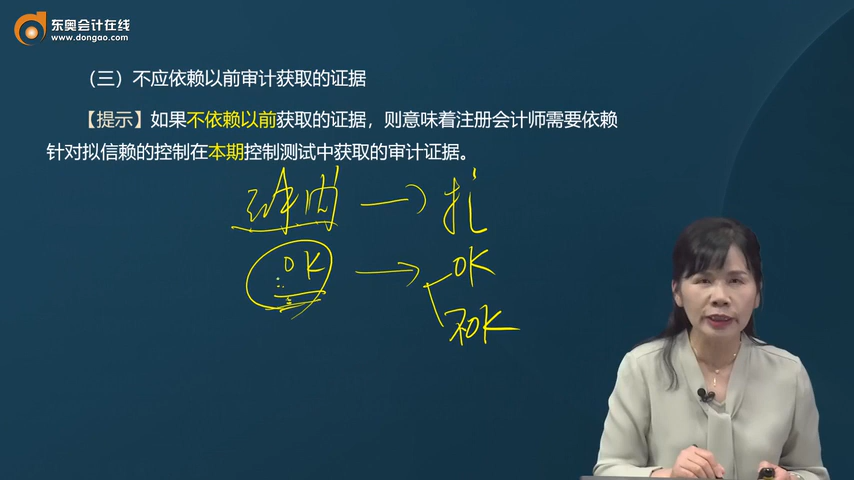 东奥会计在线
www.dongao.com
（三）不应依赖以前审计获取的证据
【提示】如果不依赖以前获取的证据，则意味着注册会计师需要依赖
针对拟信赖的控制在本期控制测试中获取的审计证据。
OK
OK
不OK